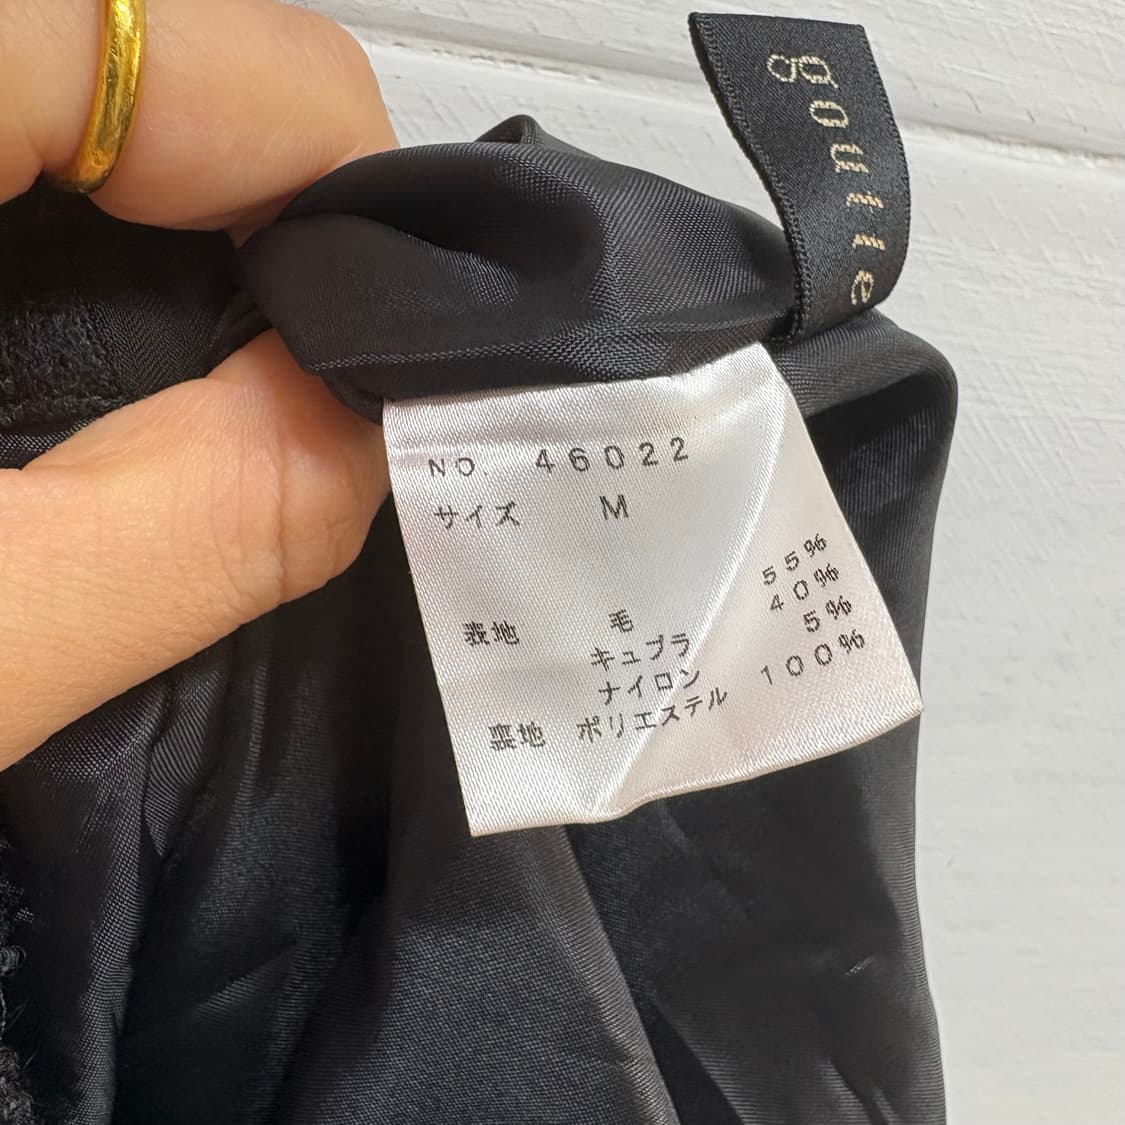 goutte
NO. 46022
サイズ M
表地 毛 55%
キュプラ 40%
ナイロン 5%
裏地 ポリエステル 100%